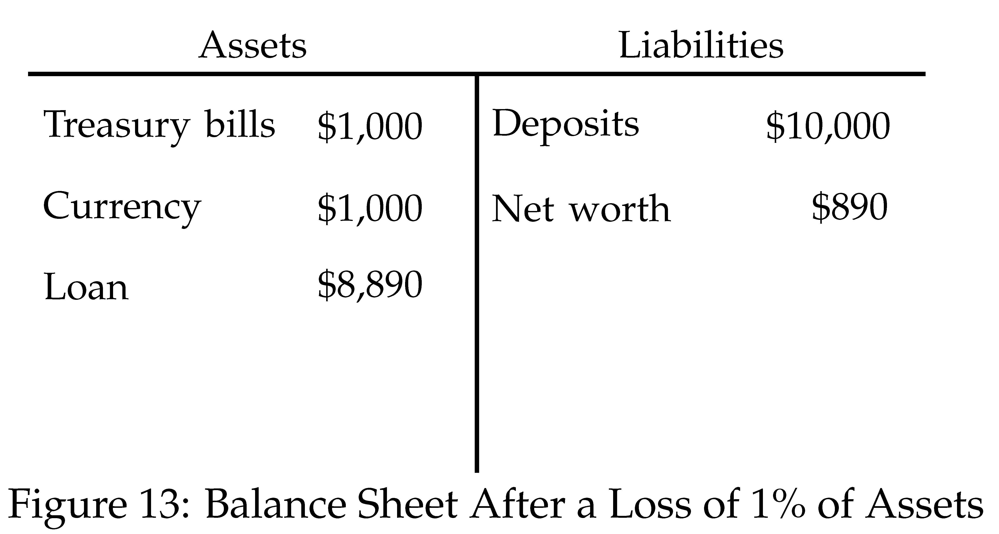 Assets Liabilities
Treasury bills $1,000 Deposits $10,000
Currency $1,000 Net worth $890
Loan $8,890
Figure 13: Balance Sheet After a Loss of 1% of Assets